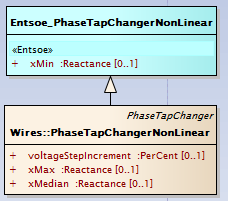 Entsoe_PhaseTapChangerNonLinear
«Entsoe»
+ xMin :Reactance [0..1]
PhaseTapChanger
Wires::PhaseTapChangerNonLinear
+ voltageStepIncrement :PerCent [0..1]
+ xMax :Reactance [0..1]
+ xMedian :Reactance [0..1]